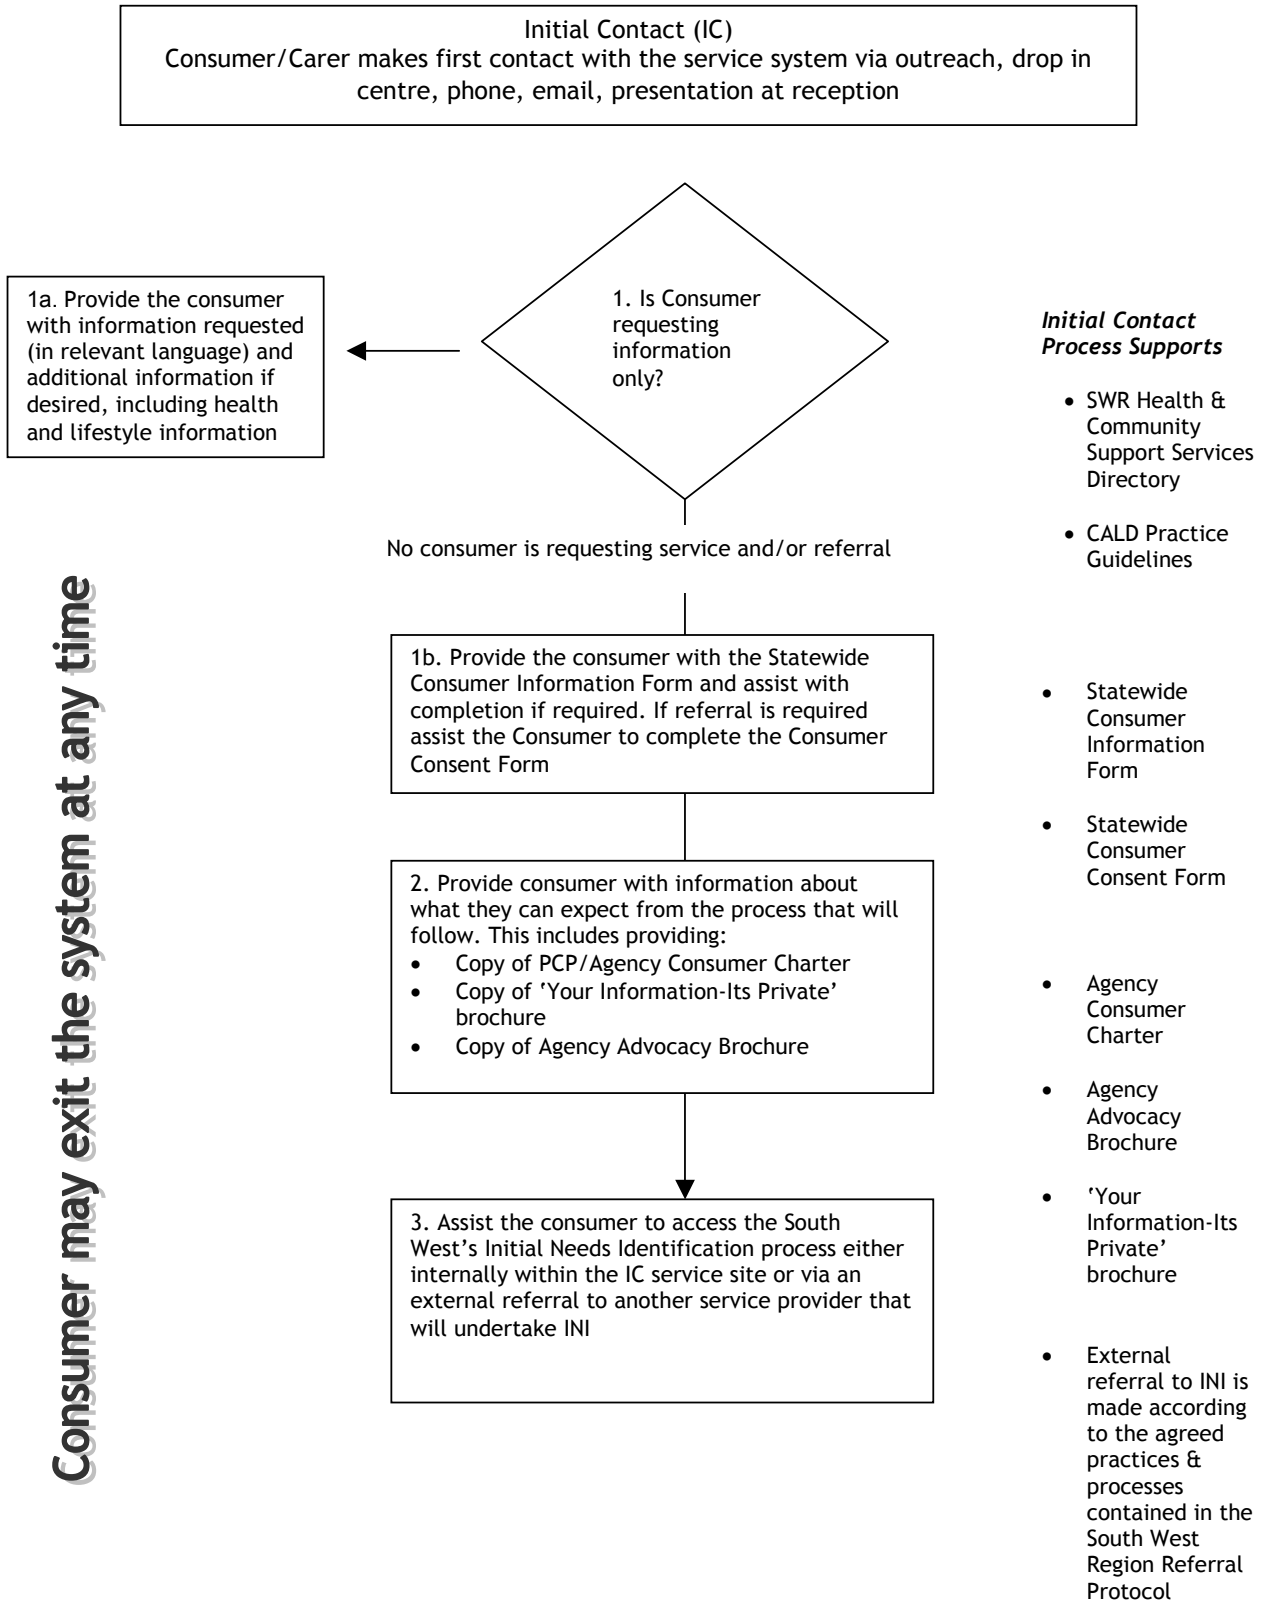 Initial Contact (IC)
Consumer/Carer makes first contact with the service system via outreach, drop in
centre, phone, email, presentation at reception
1. Is Consumer
requesting
information
only?
1a. Provide the consumer
with information requested
(in relevant language) and
additional information if
desired, including health
and lifestyle information
No consumer is requesting service and/or referral
1b. Provide the consumer with the Statewide
Consumer Information Form and assist with
completion if required. If referral is required
assist the Consumer to complete the Consumer
Consent Form
2. Provide consumer with information about
what they can expect from the process that will
follow. This includes providing:
• Copy of PCP/Agency Consumer Charter
• Copy of ‘Your Information-Its Private’
brochure
• Copy of Agency Advocacy Brochure
3. Assist the consumer to access the South
West’s Initial Needs Identification process either
internally within the IC service site or via an
external referral to another service provider that
will undertake INI
Initial Contact
Process Supports
• SWR Health &
Community
Support Services
Directory
• CALD Practice
Guidelines
• Statewide
Consumer
Information
Form
• Statewide
Consumer
Consent Form
• Agency
Consumer
Charter
• Agency
Advocacy
Brochure
• ‘Your
Information-Its
Private’
brochure
• External
referral to INI is
made according
to the agreed
practices &
processes
contained in the
South West
Region Referral
Protocol
Consumer may exit the system at any time